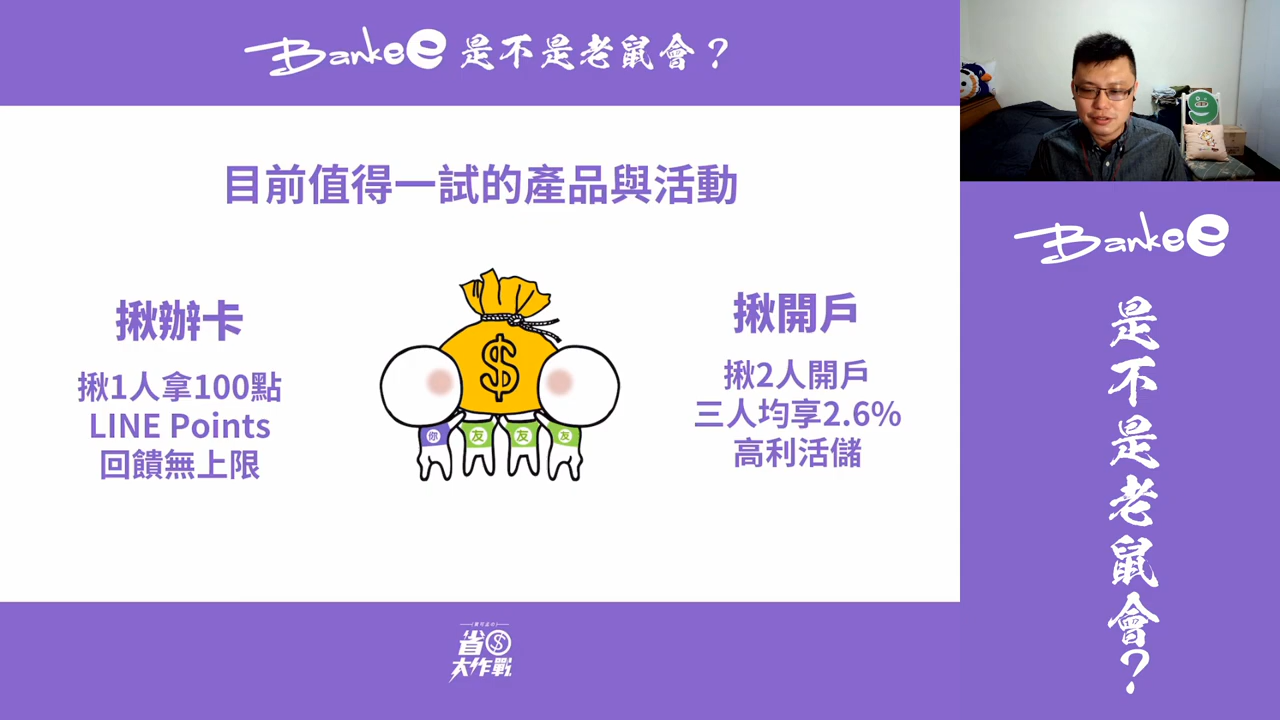 Bankee 是不是老鼠會？
目前值得一試的產品與活動
揪辦卡
揪1人拿100點
LINE Points
回饋無上限
$
你 友 友 友
揪開戶
揪2人開戶
三人均享2.6%
高利活儲
省$
大作戰
Bankee
是不是老鼠會？